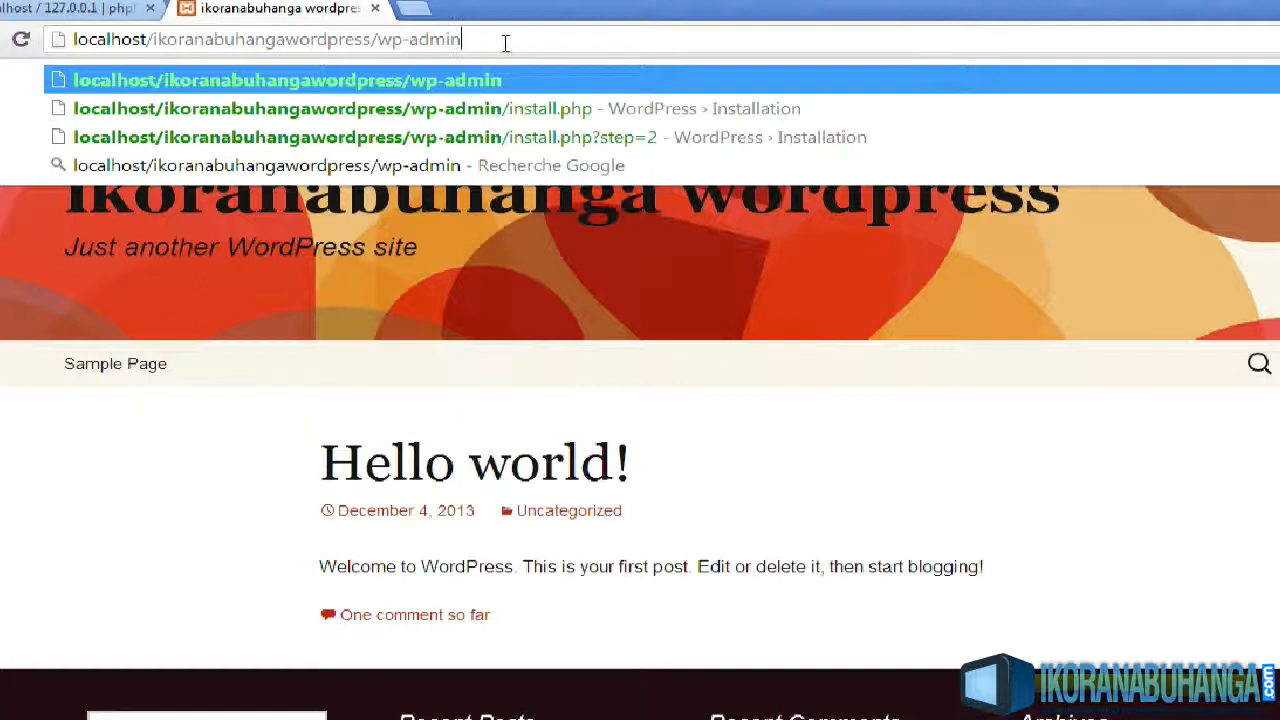 lhost / 127.0.0.1 | phpl
ikoranabuhanga wordpres
localhost/ikoranabuhangawordpress/wp-admin
localhost/ikoranabuhangawordpress/wp-admin
localhost/ikoranabuhangawordpress/wp-admin/install.php - WordPress › Installation
localhost/ikoranabuhangawordpress/wp-admin/install.php?step=2 - WordPress › Installation
localhost/ikoranabuhangawordpress/wp-admin - Recherche Google
ikoranabuhanga wordpress
Just another WordPress site
Sample Page
Hello world!
December 4, 2013 Uncategorized
Welcome to WordPress. This is your first post. Edit or delete it, then start blogging!
One comment so far
IKORANABUHANGA.com
Recent Posts Recent Comments Archives